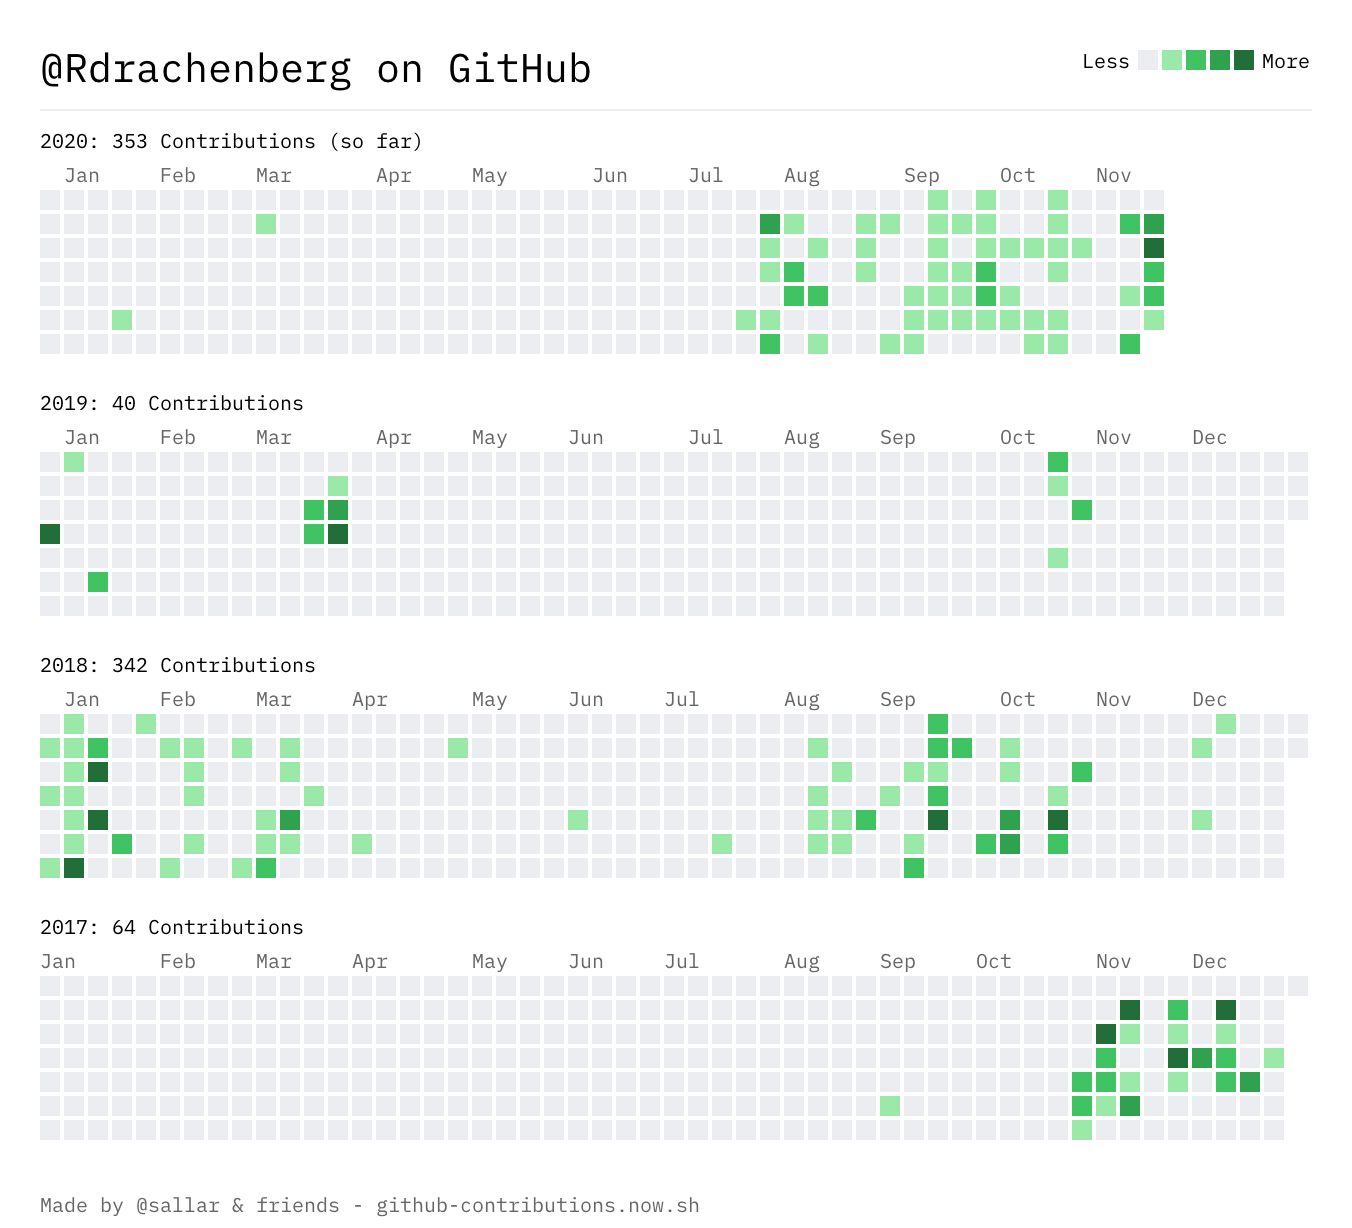 @Rdrachenberg on GitHub
Less More
2020: 353 Contributions (so far)
Jan Feb Mar Apr May Jun Jul Aug Sep Oct Nov
2019: 40 Contributions
Jan Feb Mar Apr May Jun Jul Aug Sep Oct Nov Dec
2018: 342 Contributions
Jan Feb Mar Apr May Jun Jul Aug Sep Oct Nov Dec
2017: 64 Contributions
Jan Feb Mar Apr May Jun Jul Aug Sep Oct Nov Dec
Made by @sallar & friends - github-contributions.now.sh